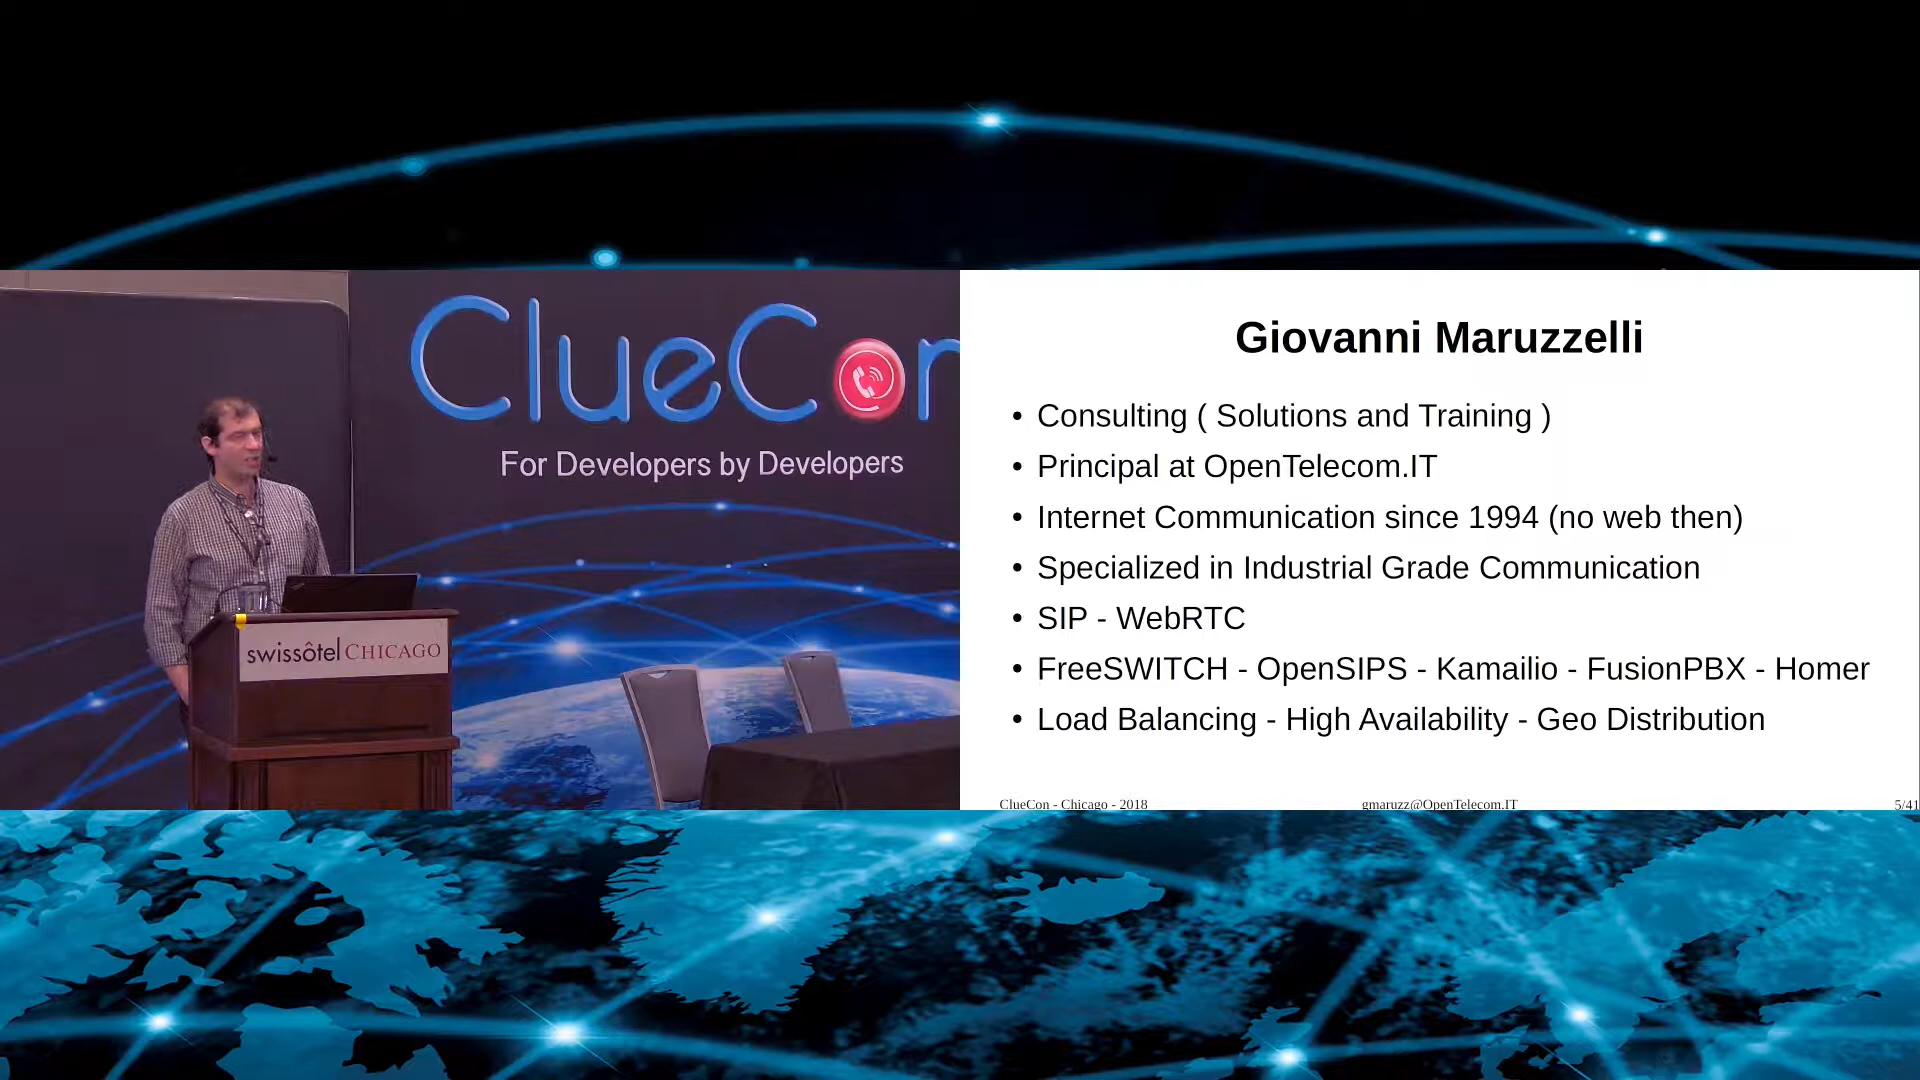 ClueCon
For Developers by Developers
swissôtel CHICAGO
Giovanni Maruzzelli
• Consulting ( Solutions and Training )
• Principal at OpenTelecom.IT
• Internet Communication since 1994 (no web then)
• Specialized in Industrial Grade Communication
• SIP - WebRTC
• FreeSWITCH - OpenSIPS - Kamailio - FusionPBX - Homer
• Load Balancing - High Availability - Geo Distribution
ClueCon - Chicago - 2018 gmaruzz@OpenTelecom.IT 5/41